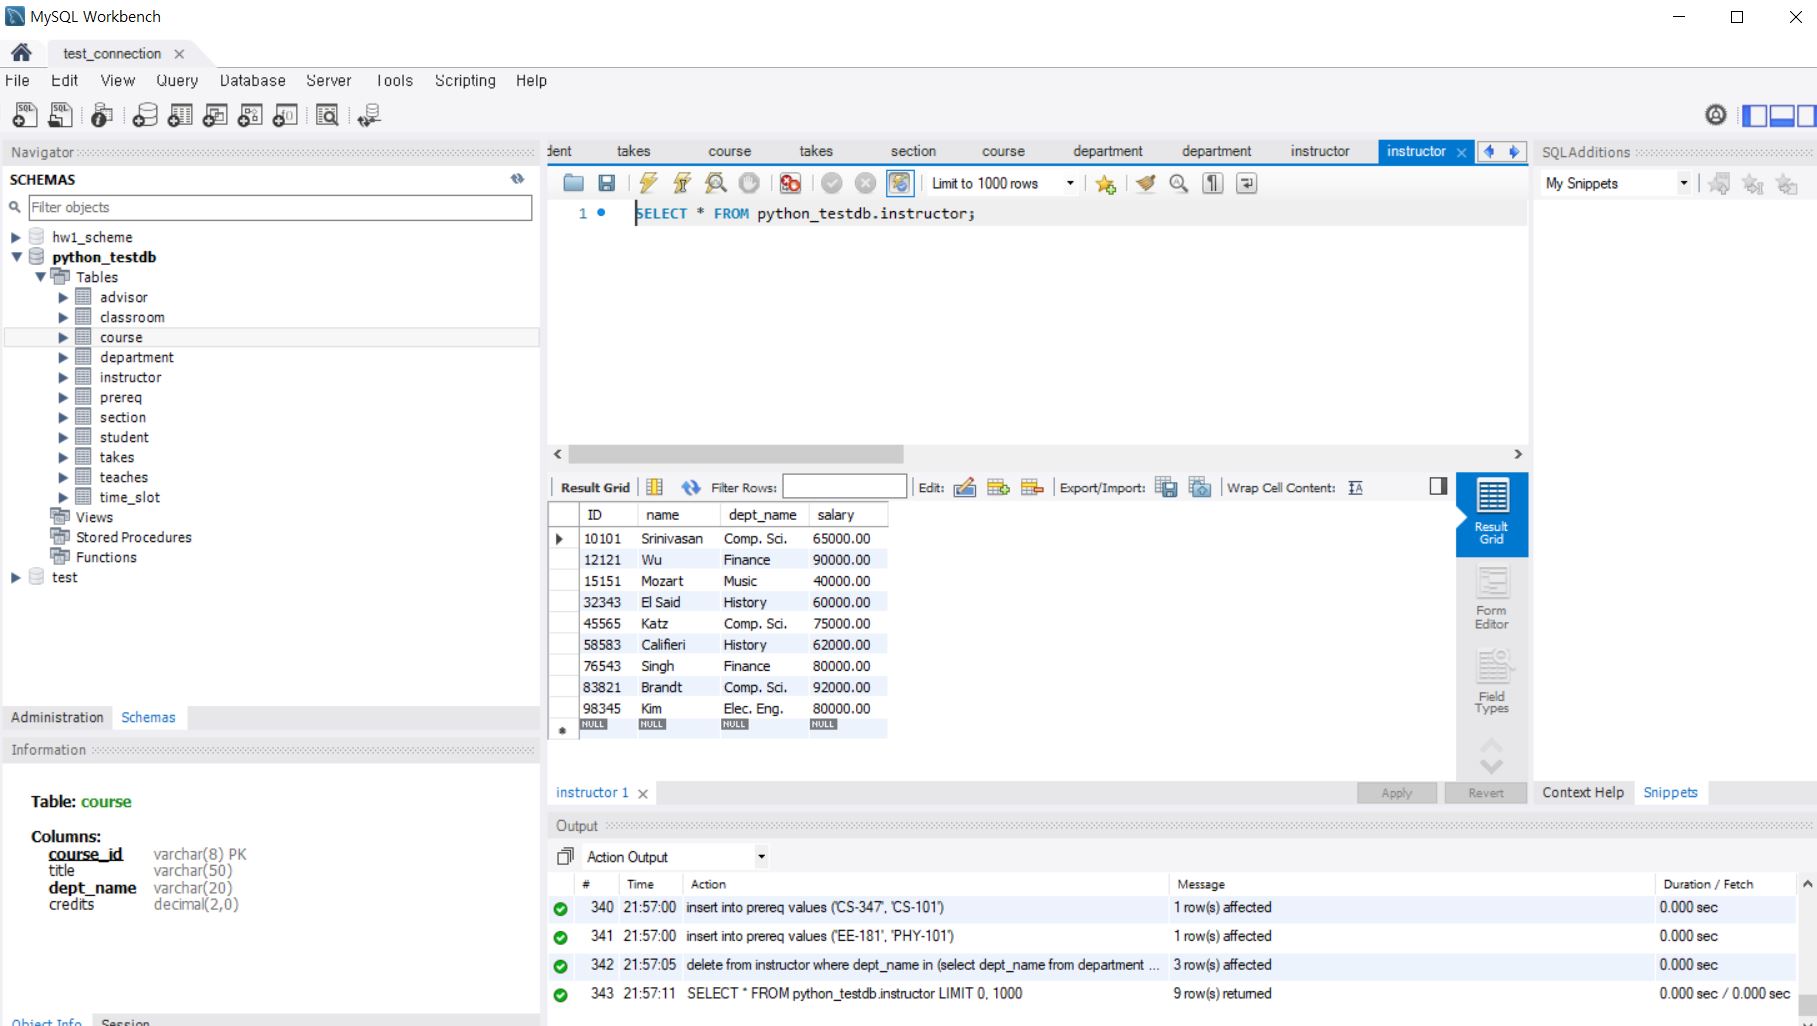 MySQL Workbench
test_connection
File Edit View Query Database Server Tools Scripting Help
Navigator
SCHEMAS
Filter objects
hw1_scheme
python_testdb
Tables
advisor
classroom
course
department
instructor
prereq
section
student
takes
teaches
time_slot
Views
Stored Procedures
Functions
test
Administration Schemas
Information
Table: course
Columns:
course_id varchar(8) PK
title varchar(50)
dept_name varchar(20)
credits decimal(2,0)
Object Info Session
dent takes course takes section course department department instructor instructor
Limit to 1000 rows
1 SELECT * FROM python_testdb.instructor;
Result Grid Filter Rows: Edit: Export/Import: Wrap Cell Content:
ID name dept_name salary
10101 Srinivasan Comp. Sci. 65000.00
12121 Wu Finance 90000.00
15151 Mozart Music 40000.00
32343 El Said History 60000.00
45565 Katz Comp. Sci. 75000.00
58583 Califieri History 62000.00
76543 Singh Finance 80000.00
83821 Brandt Comp. Sci. 92000.00
98345 Kim Elec. Eng. 80000.00
NULL NULL NULL NULL
Result
Grid
Form
Editor
Field
Types
instructor 1 Apply Revert
Output
Action Output
# Time Action Message Duration / Fetch
340 21:57:00 insert into prereq values ('CS-347', 'CS-101') 1 row(s) affected 0.000 sec
341 21:57:00 insert into prereq values ('EE-181', 'PHY-101') 1 row(s) affected 0.000 sec
342 21:57:05 delete from instructor where dept_name in (select dept_name from department ... 3 row(s) affected 0.000 sec
343 21:57:11 SELECT * FROM python_testdb.instructor LIMIT 0, 1000 9 row(s) returned 0.000 sec / 0.000 sec
SQLAdditions
My Snippets
Context Help Snippets